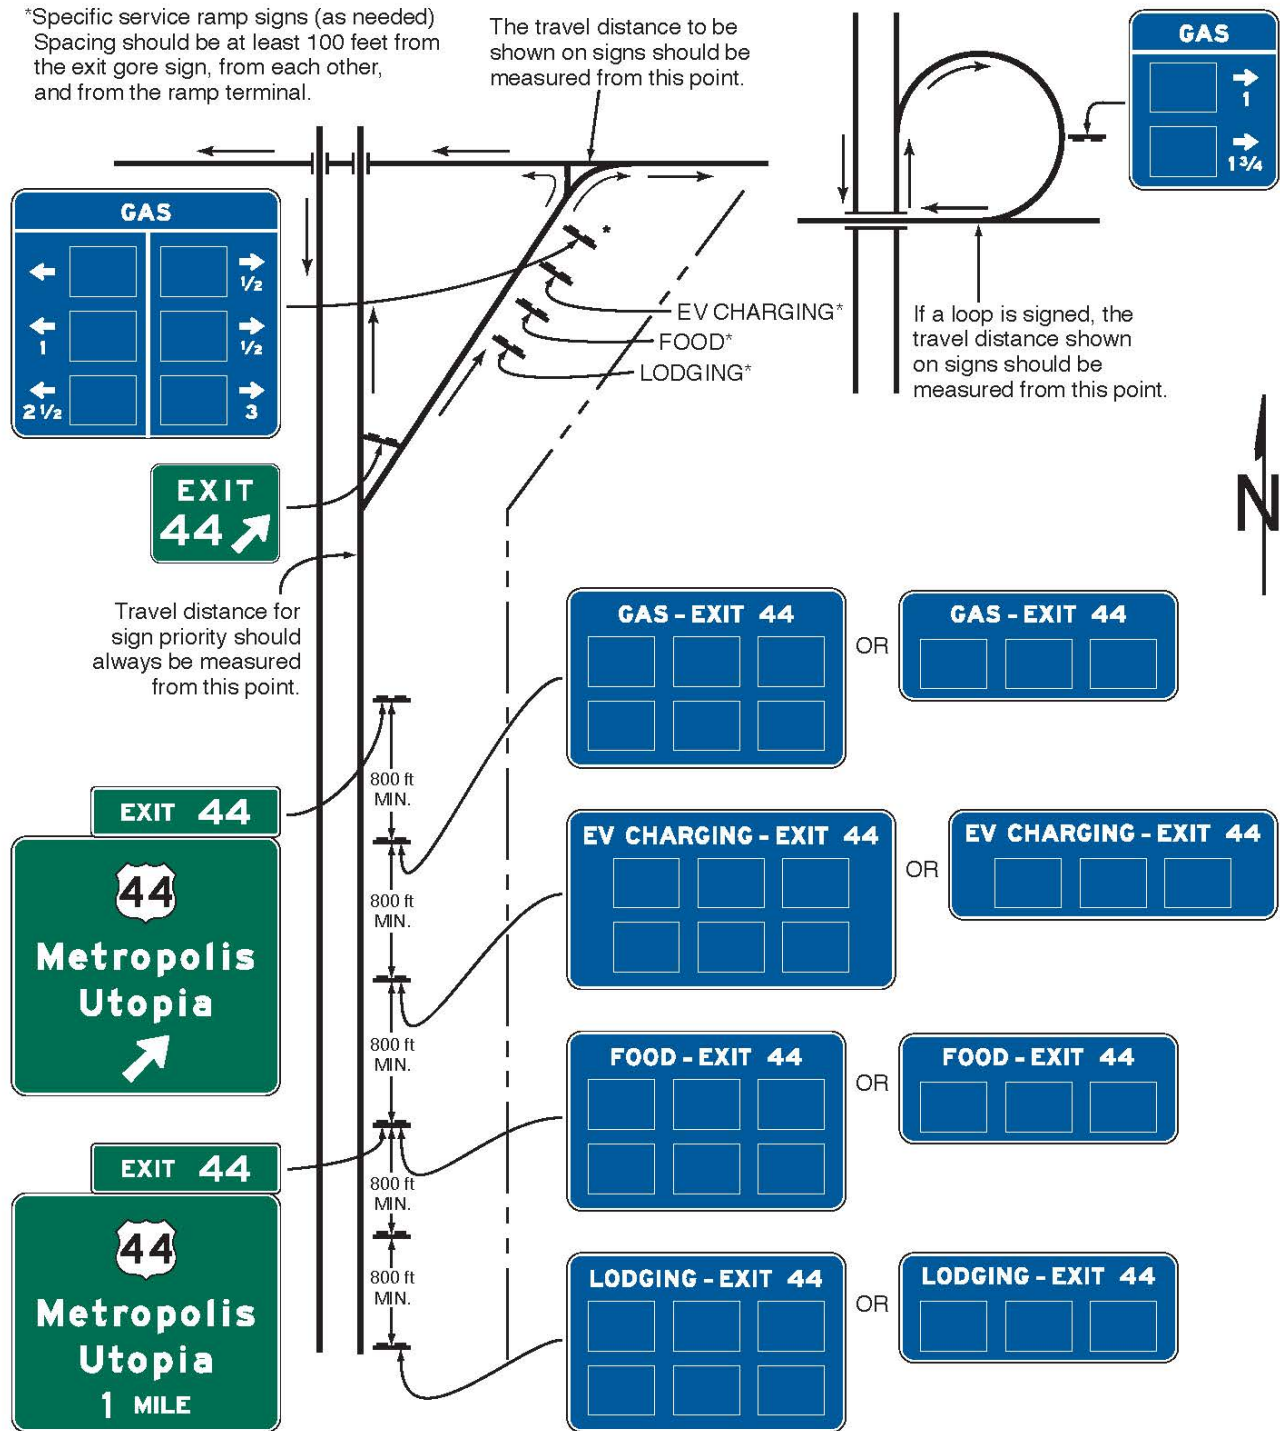 *Specific service ramp signs (as needed)
Spacing should be at least 100 feet from
the exit gore sign, from each other,
and from the ramp terminal.
The travel distance to be
shown on signs should be
measured from this point.
GAS
1
1 3/4
GAS
1/2
1
1/2
2 1/2
3
*
EV CHARGING*
FOOD*
LODGING*
If a loop is signed, the
travel distance shown
on signs should be
measured from this point.
N
EXIT
44
Travel distance for
sign priority should
always be measured
from this point.
GAS - EXIT 44
OR
GAS - EXIT 44
800 ft
MIN.
EXIT 44
44
Metropolis
Utopia
EV CHARGING - EXIT 44
OR
EV CHARGING - EXIT 44
800 ft
MIN.
800 ft
MIN.
FOOD - EXIT 44
OR
FOOD - EXIT 44
EXIT 44
44
Metropolis
Utopia
1 MILE
800 ft
MIN.
800 ft
MIN.
LODGING - EXIT 44
OR
LODGING - EXIT 44